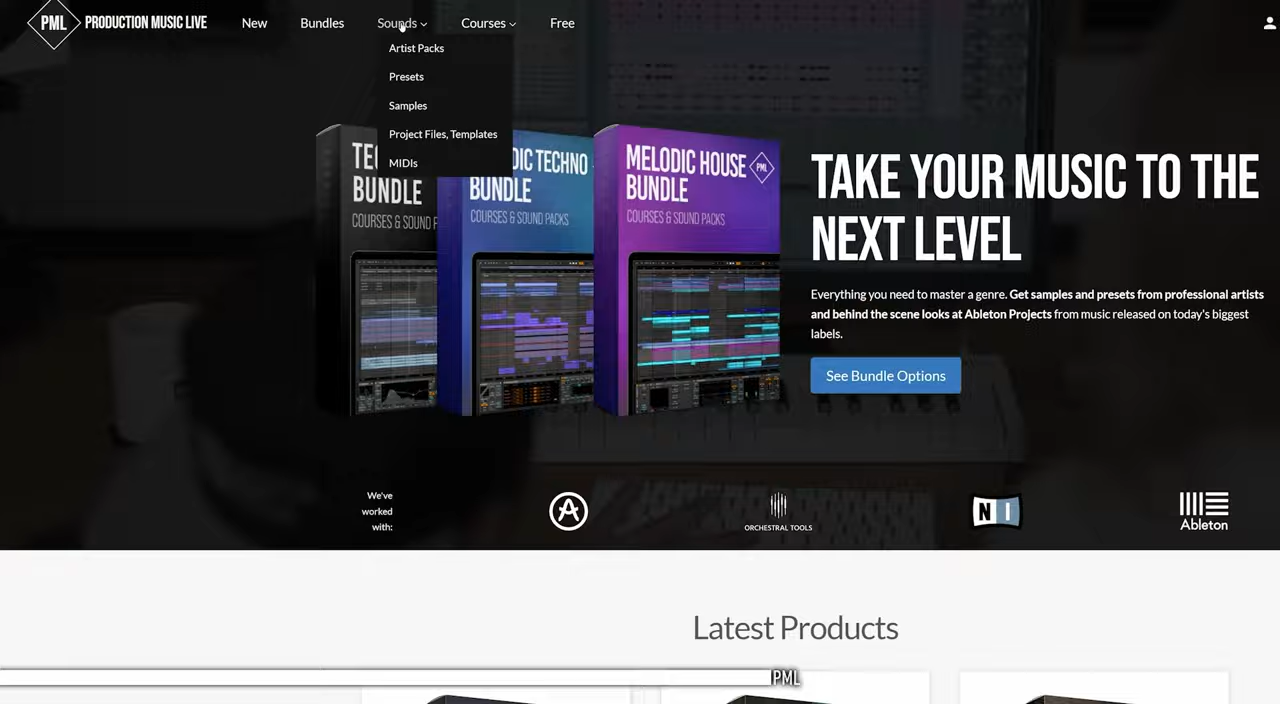 PML PRODUCTION MUSIC LIVE
New
Bundles
Sounds
Courses
Free
Artist Packs
Presets
Samples
Project Files, Templates
MIDIs
BUNDLE
COURSES & SOUND
TECHNO
BUNDLE
COURSES & SOUND PACKS
MELODIC HOUSE
BUNDLE
PML
COURSES & SOUND PACKS
TAKE YOUR MUSIC TO THE
NEXT LEVEL
Everything you need to master a genre. Get samples and presets from professional artists
and behind the scene looks at Ableton Projects from music released on today's biggest
labels.
See Bundle Options
We've
worked
with:
ORCHESTRAL TOOLS
N I
Ableton
Latest Products
PML